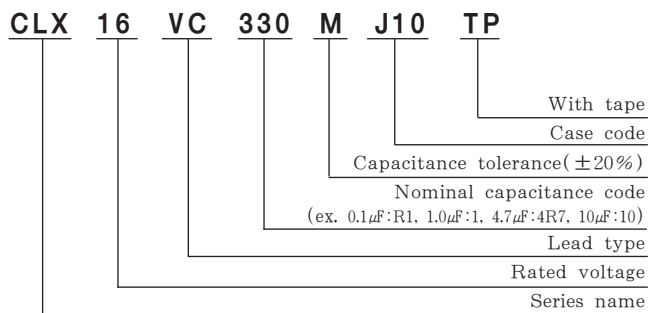 CLX 16 VC 330 M J10 TP
With tape
Case code
Capacitance tolerance(±20%)
Nominal capacitance code
(ex. 0.1μF:R1, 1.0μF:1, 4.7μF:4R7, 10μF:10)
Lead type
Rated voltage
Series name